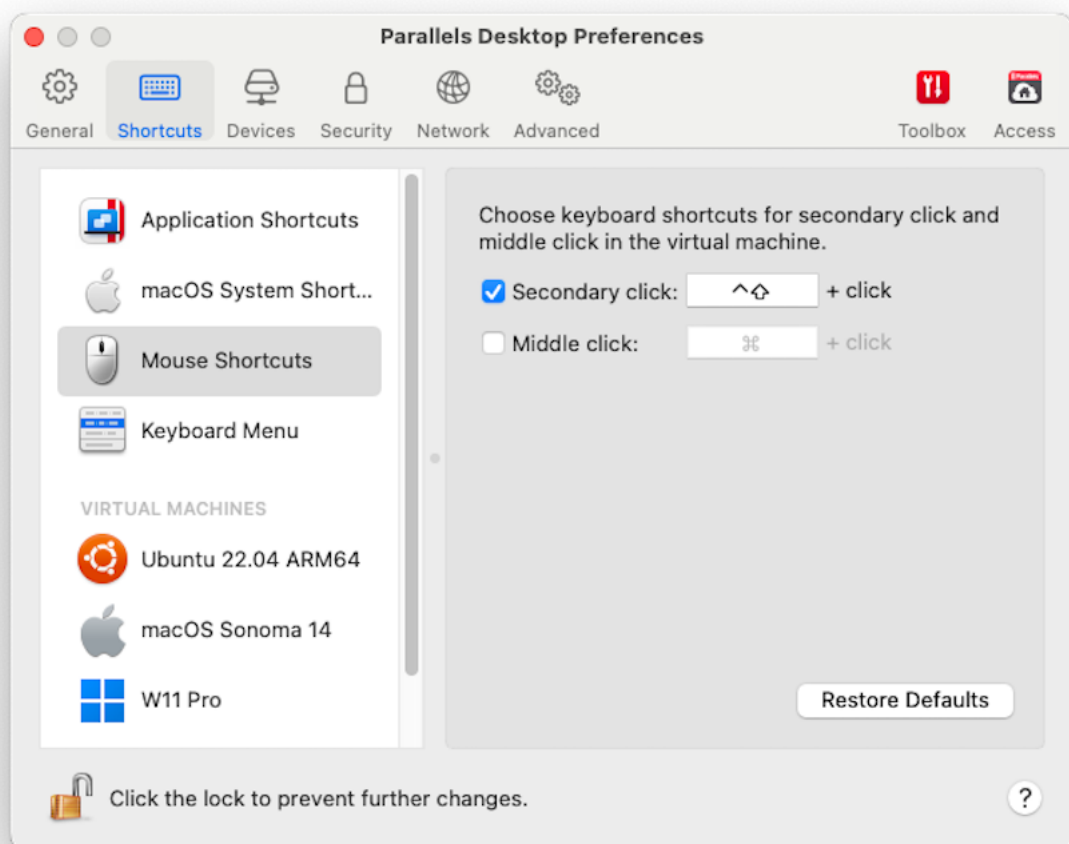 Parallels Desktop Preferences
General Shortcuts Devices Security Network Advanced Toolbox Access
Application Shortcuts
macOS System Short...
Mouse Shortcuts
Keyboard Menu
VIRTUAL MACHINES
Ubuntu 22.04 ARM64
macOS Sonoma 14
W11 Pro
Choose keyboard shortcuts for secondary click and
middle click in the virtual machine.
Secondary click: ^⇧ + click
Middle click: ⌘ + click
Restore Defaults
Click the lock to prevent further changes.
?